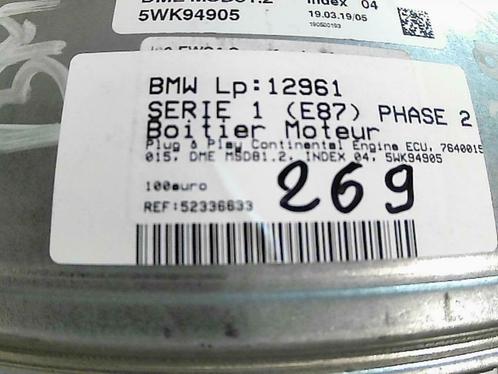 DME MSD81.2 Index 04
5WK94905 19.03.19/05
190500193
BMW Lp:12961
SERIE 1 (E87) PHASE 2
Boitier Moteur
Plug & Play Continental Engine ECU, 7640015
015, DME MSD81.2, INDEX 04, 5WK94905
100euro
269
REF:52336633